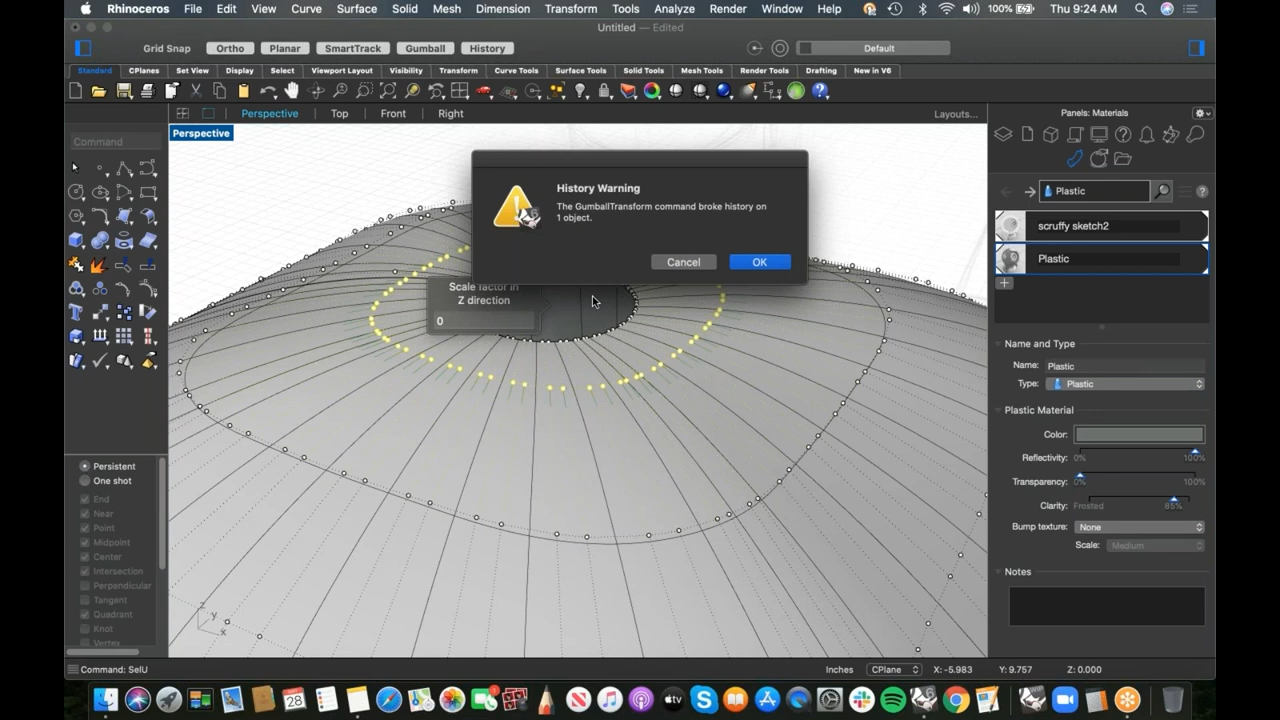 Rhinoceros File Edit View Curve Surface Solid Mesh Dimension Transform Tools Analyze Render Window Help 100% Thu 9:24 AM
Untitled — Edited
Grid Snap Ortho Planar SmartTrack Gumball History Default
Standard CPlanes Set View Display Select Viewport Layout Visibility Transform Curve Tools Surface Tools Solid Tools Mesh Tools Render Tools Drafting New in V6
Perspective Top Front Right Layouts... Panels: Materials
Perspective
Command
History Warning
The GumballTransform command broke history on
1 object.
Cancel OK
Scale factor in
Z direction
0
Plastic
scruffy sketch2
Plastic
Name and Type
Name: Plastic
Type: Plastic
Plastic Material
Color:
Reflectivity: 0% 100%
Transparency: 0% 100%
Clarity: Frosted 85%
Bump texture: None
Scale: Medium
Notes
Persistent
One shot
End
Near
Point
Midpoint
Center
Intersection
Perpendicular
Tangent
Quadrant
Knot
Vertex
z
y
x
Command: SelU Inches CPlane X: -5.983 Y: 9.757 Z: 0.000
28